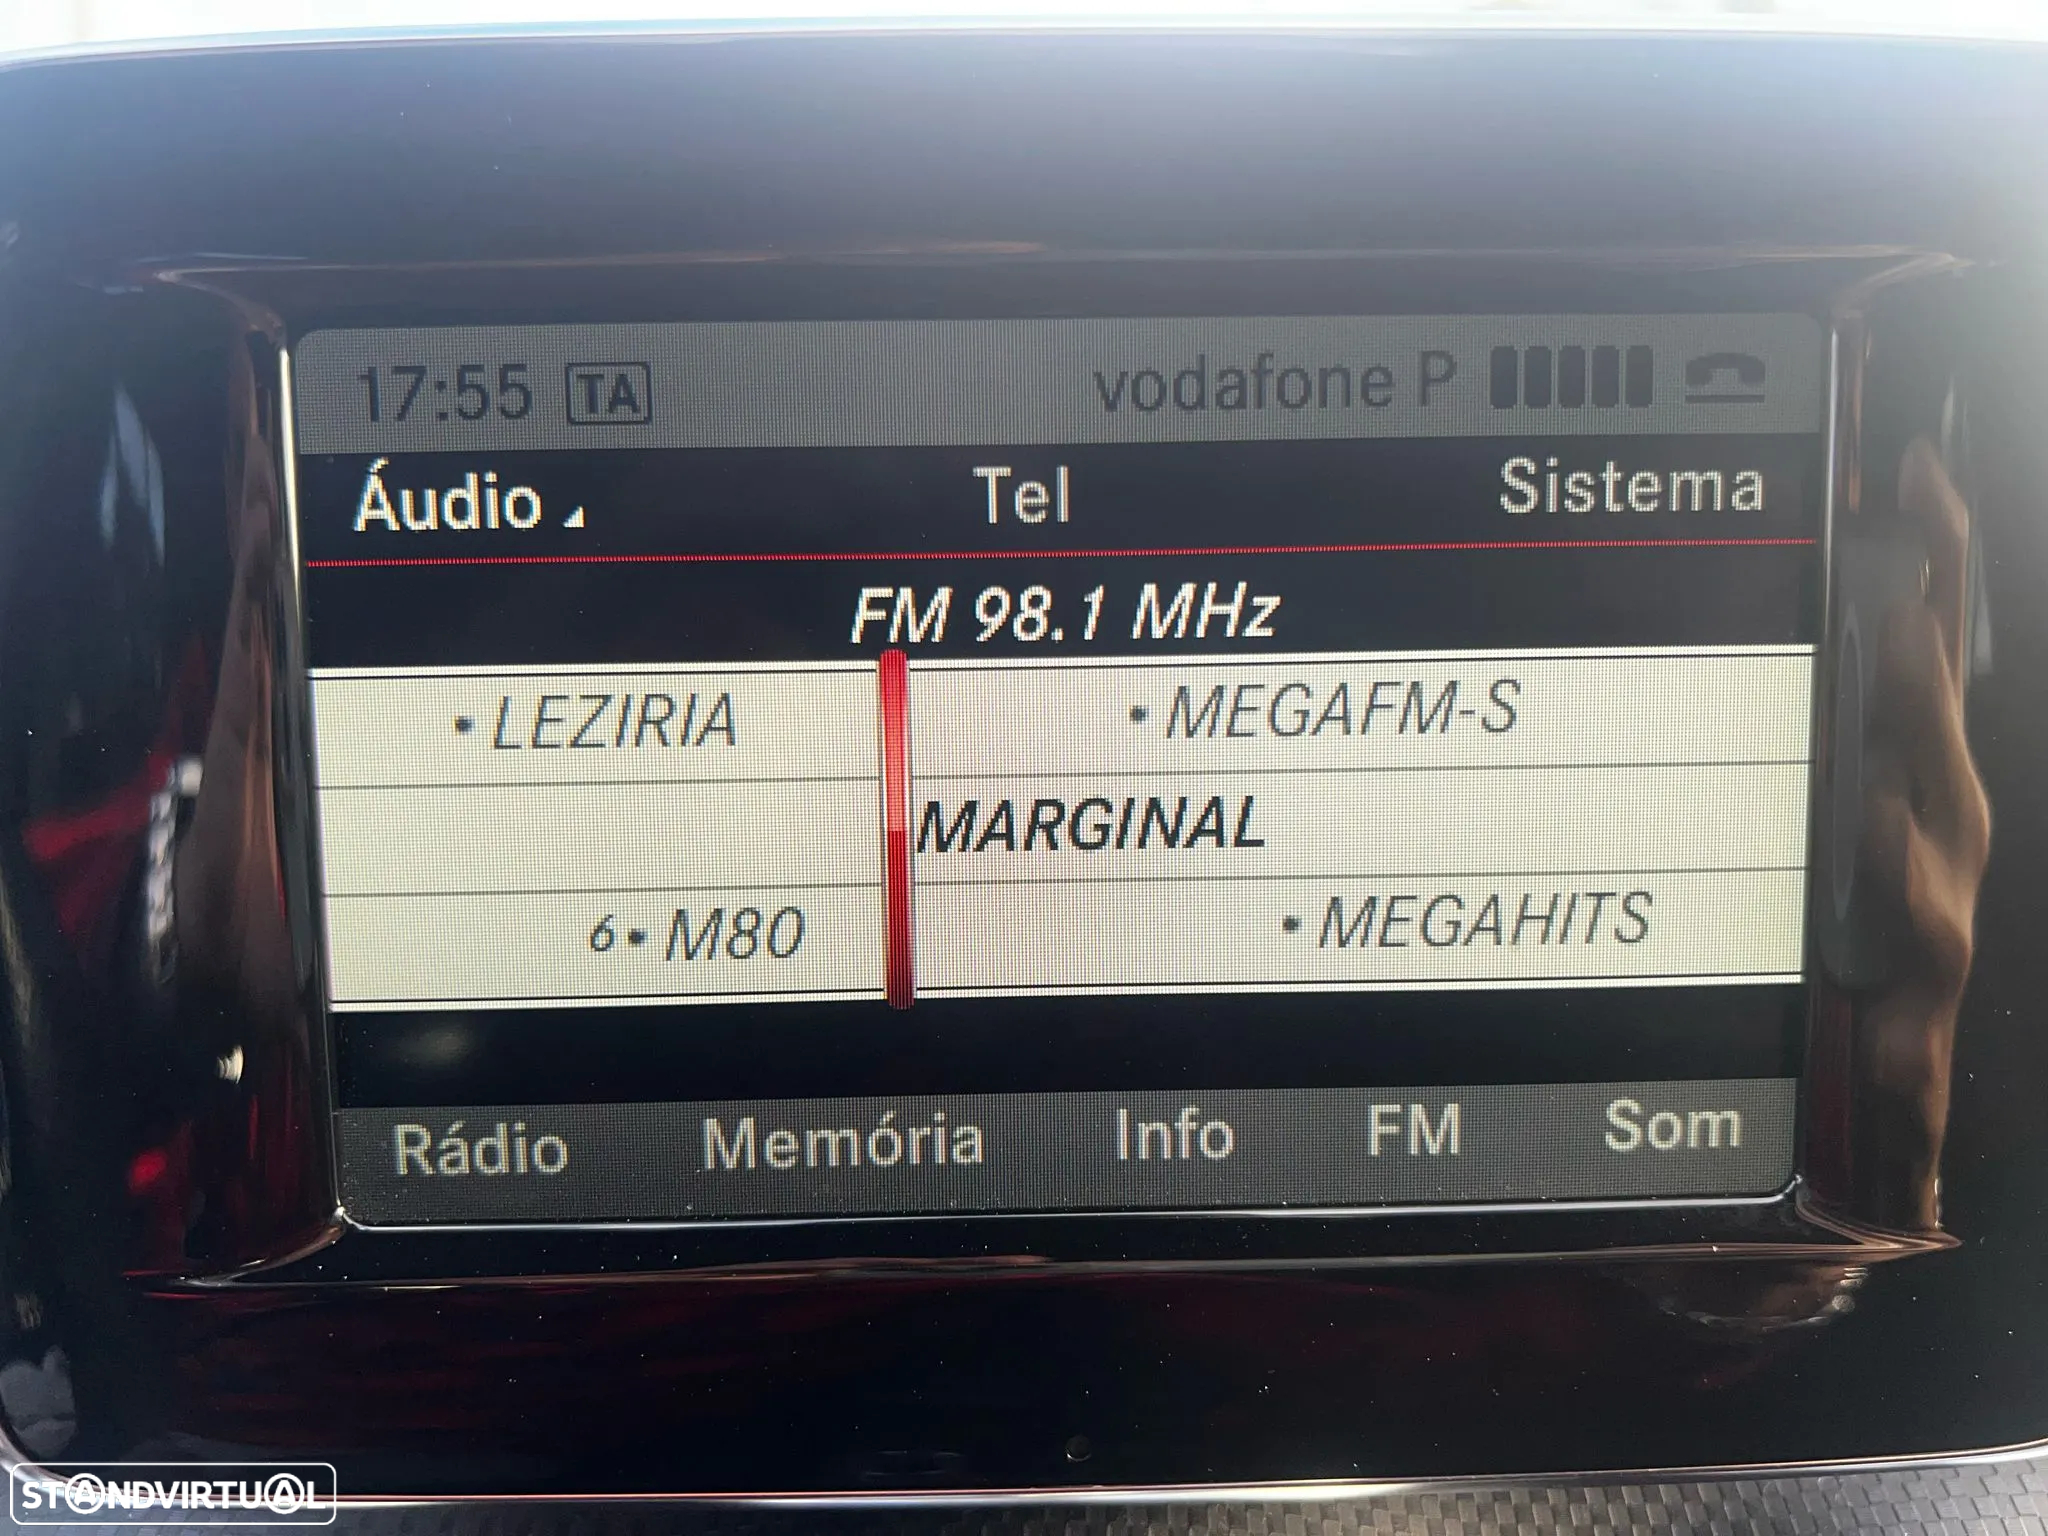 17:55 TA vodafone P
Áudio Tel Sistema
FM 98.1 MHz
• LEZIRIA • MEGAFM-S
MARGINAL
6 • M80 • MEGAHITS
Rádio Memória Info FM Som
STANDVIRTUAL